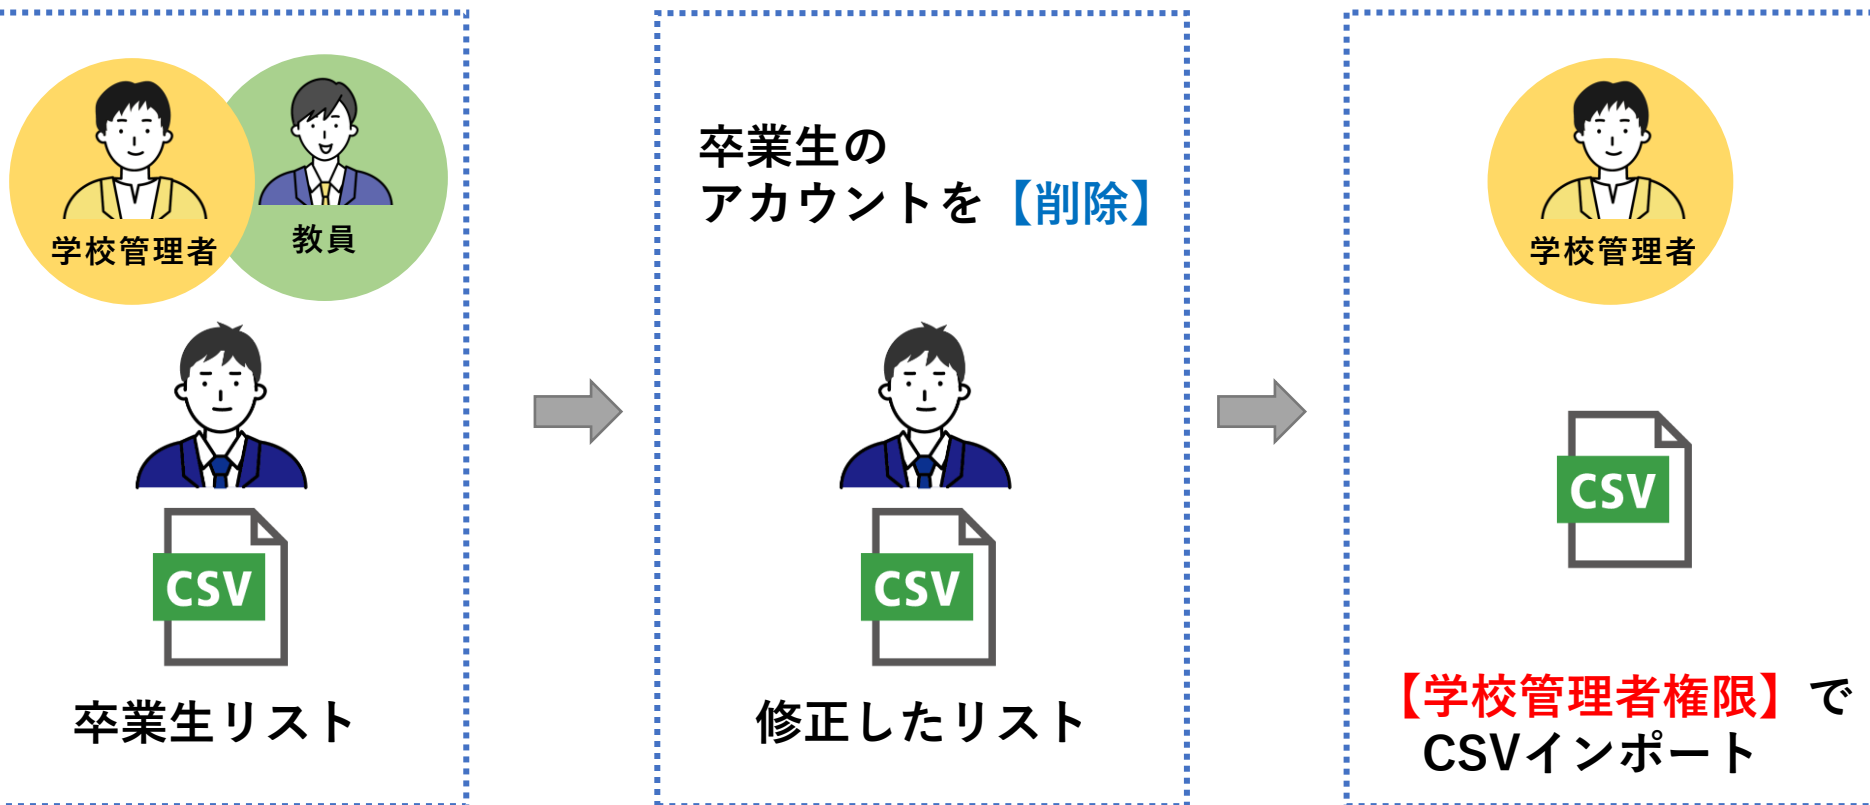 学校管理者
教員
CSV
卒業生リスト
卒業生の
アカウントを【削除】
CSV
修正したリスト
学校管理者
CSV
【学校管理者権限】で
CSVインポート